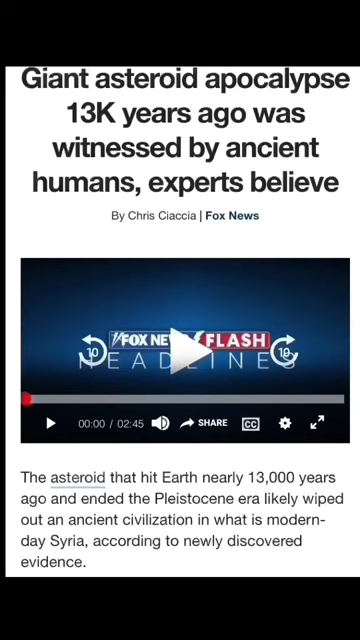 Giant asteroid apocalypse
13K years ago was
witnessed by ancient
humans, experts believe
By Chris Ciaccia | Fox News
10
FOX NEWS FLASH
10
HEADLINES
00:00 / 02:45
SHARE
CC
The asteroid that hit Earth nearly 13,000 years
ago and ended the Pleistocene era likely wiped
out an ancient civilization in what is modern-
day Syria, according to newly discovered
evidence.